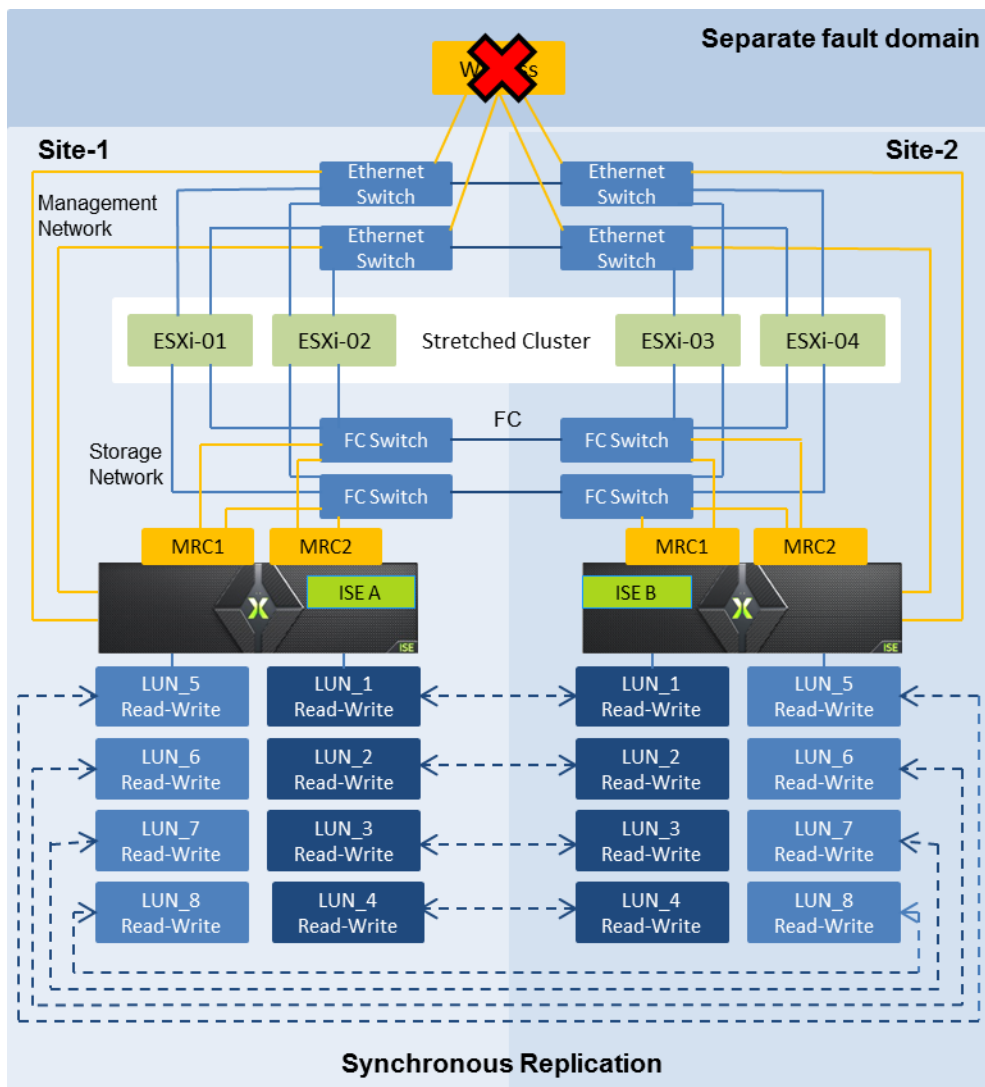 Separate fault domain
Site-1
Site-2
Ethernet
Switch
Ethernet
Switch
Management
Network
Ethernet
Switch
Ethernet
Switch
ESXi-01
ESXi-02
Stretched Cluster
ESXi-03
ESXi-04
FC
FC Switch
FC Switch
Storage
Network
FC Switch
FC Switch
MRC1
MRC2
MRC1
MRC2
ISE A
ISE B
ISE
ISE
LUN_5
Read-Write
LUN_1
Read-Write
LUN_1
Read-Write
LUN_5
Read-Write
LUN_6
Read-Write
LUN_2
Read-Write
LUN_2
Read-Write
LUN_6
Read-Write
LUN_7
Read-Write
LUN_3
Read-Write
LUN_3
Read-Write
LUN_7
Read-Write
LUN_8
Read-Write
LUN_4
Read-Write
LUN_4
Read-Write
LUN_8
Read-Write
Synchronous Replication